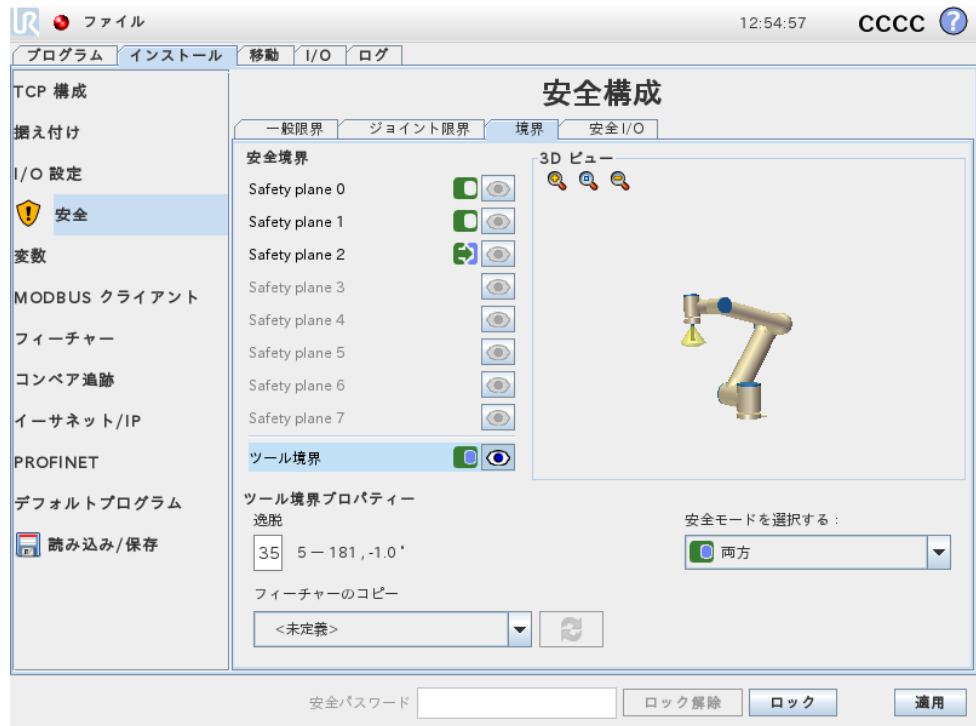 UR ファイル 12:54:57 CCCC ?
プログラム インストール 移動 I/O ログ
TCP 構成
据え付け
I/O 設定
安全
変数
MODBUS クライアント
フィーチャー
コンベア追跡
イーサネット/IP
PROFINET
デフォルトプログラム
読み込み/保存
安全構成
一般限界 ジョイント限界 境界 安全I/O
安全境界
Safety plane 0
Safety plane 1
Safety plane 2
Safety plane 3
Safety plane 4
Safety plane 5
Safety plane 6
Safety plane 7
ツール境界
3D ビュー
ツール境界プロパティー
逸脱
35 5 — 181 , -1.0 °
フィーチャーのコピー
<未定義>
安全モードを選択する :
両方
安全パスワード ロック解除 ロック 適用